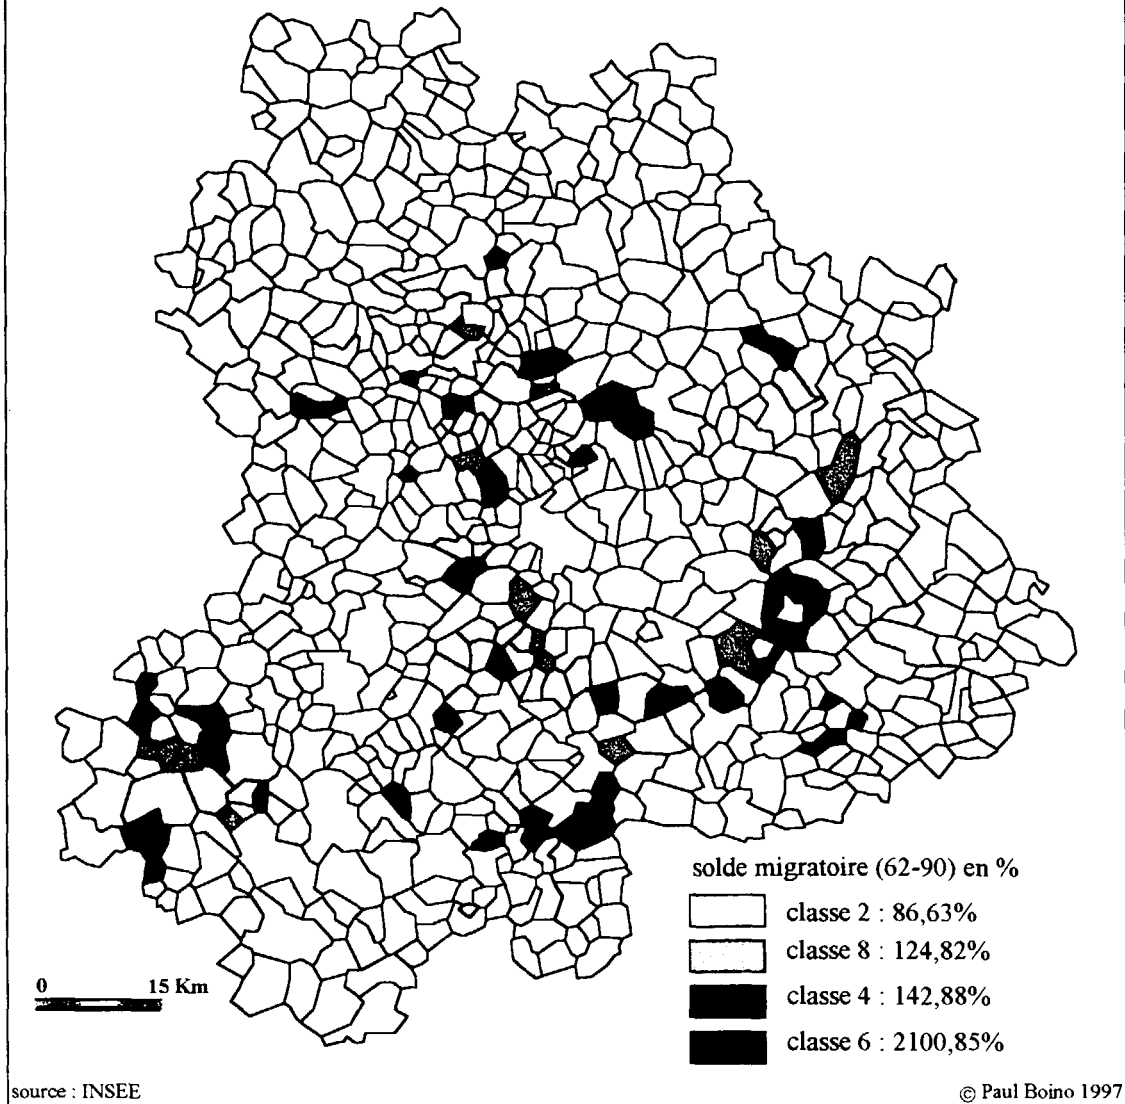 solde migratoire (62-90) en %
classe 2 : 86,63%
classe 8 : 124,82%
classe 4 : 142,88%
classe 6 : 2100,85%
0 15 Km
source : INSEE
© Paul Boino 1997